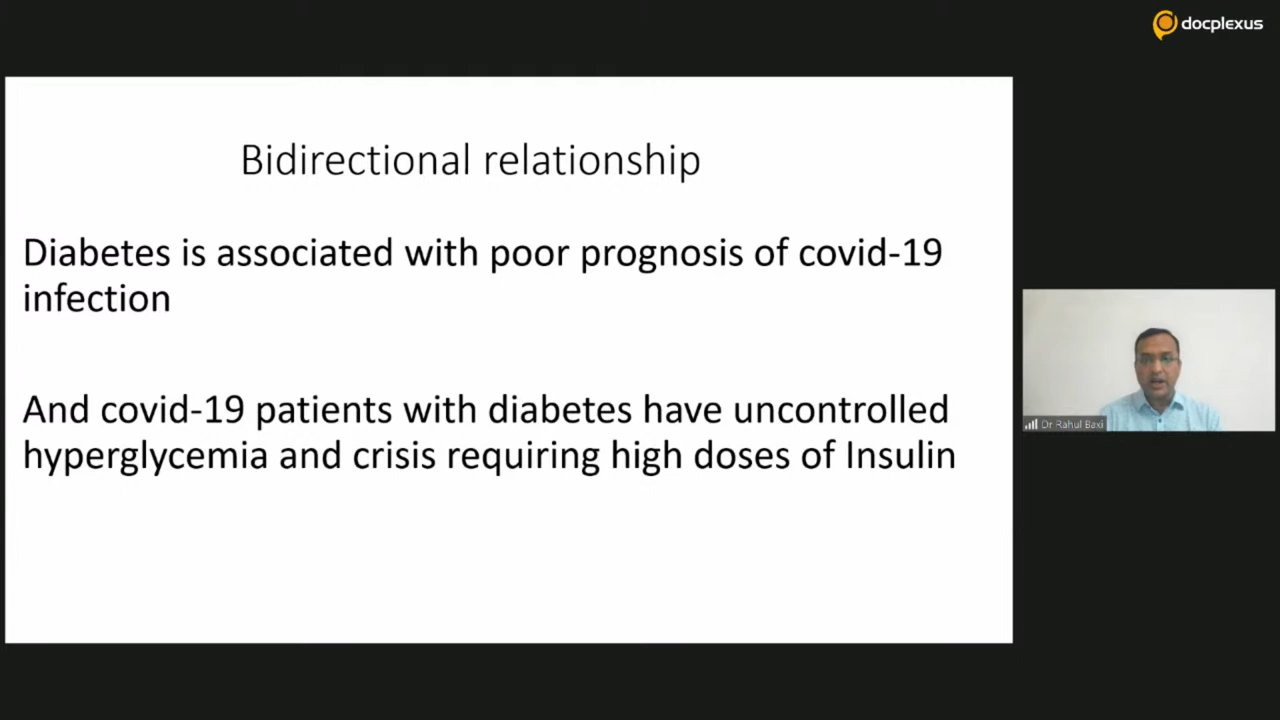 docplexus
Bidirectional relationship
Diabetes is associated with poor prognosis of covid-19
infection
And covid-19 patients with diabetes have uncontrolled
hyperglycemia and crisis requiring high doses of Insulin
Dr Rahul Baxi